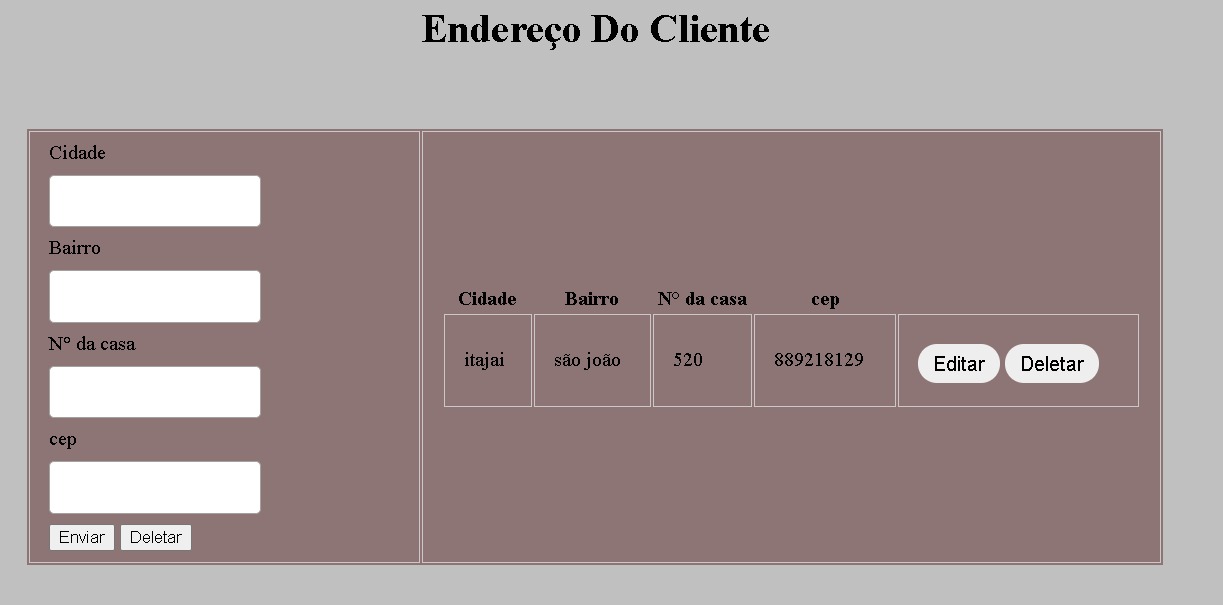 Endereço Do Cliente
Cidade
Bairro
N° da casa
cep
Enviar Deletar
Cidade Bairro N° da casa cep
itajai são joão 520 889218129 Editar Deletar